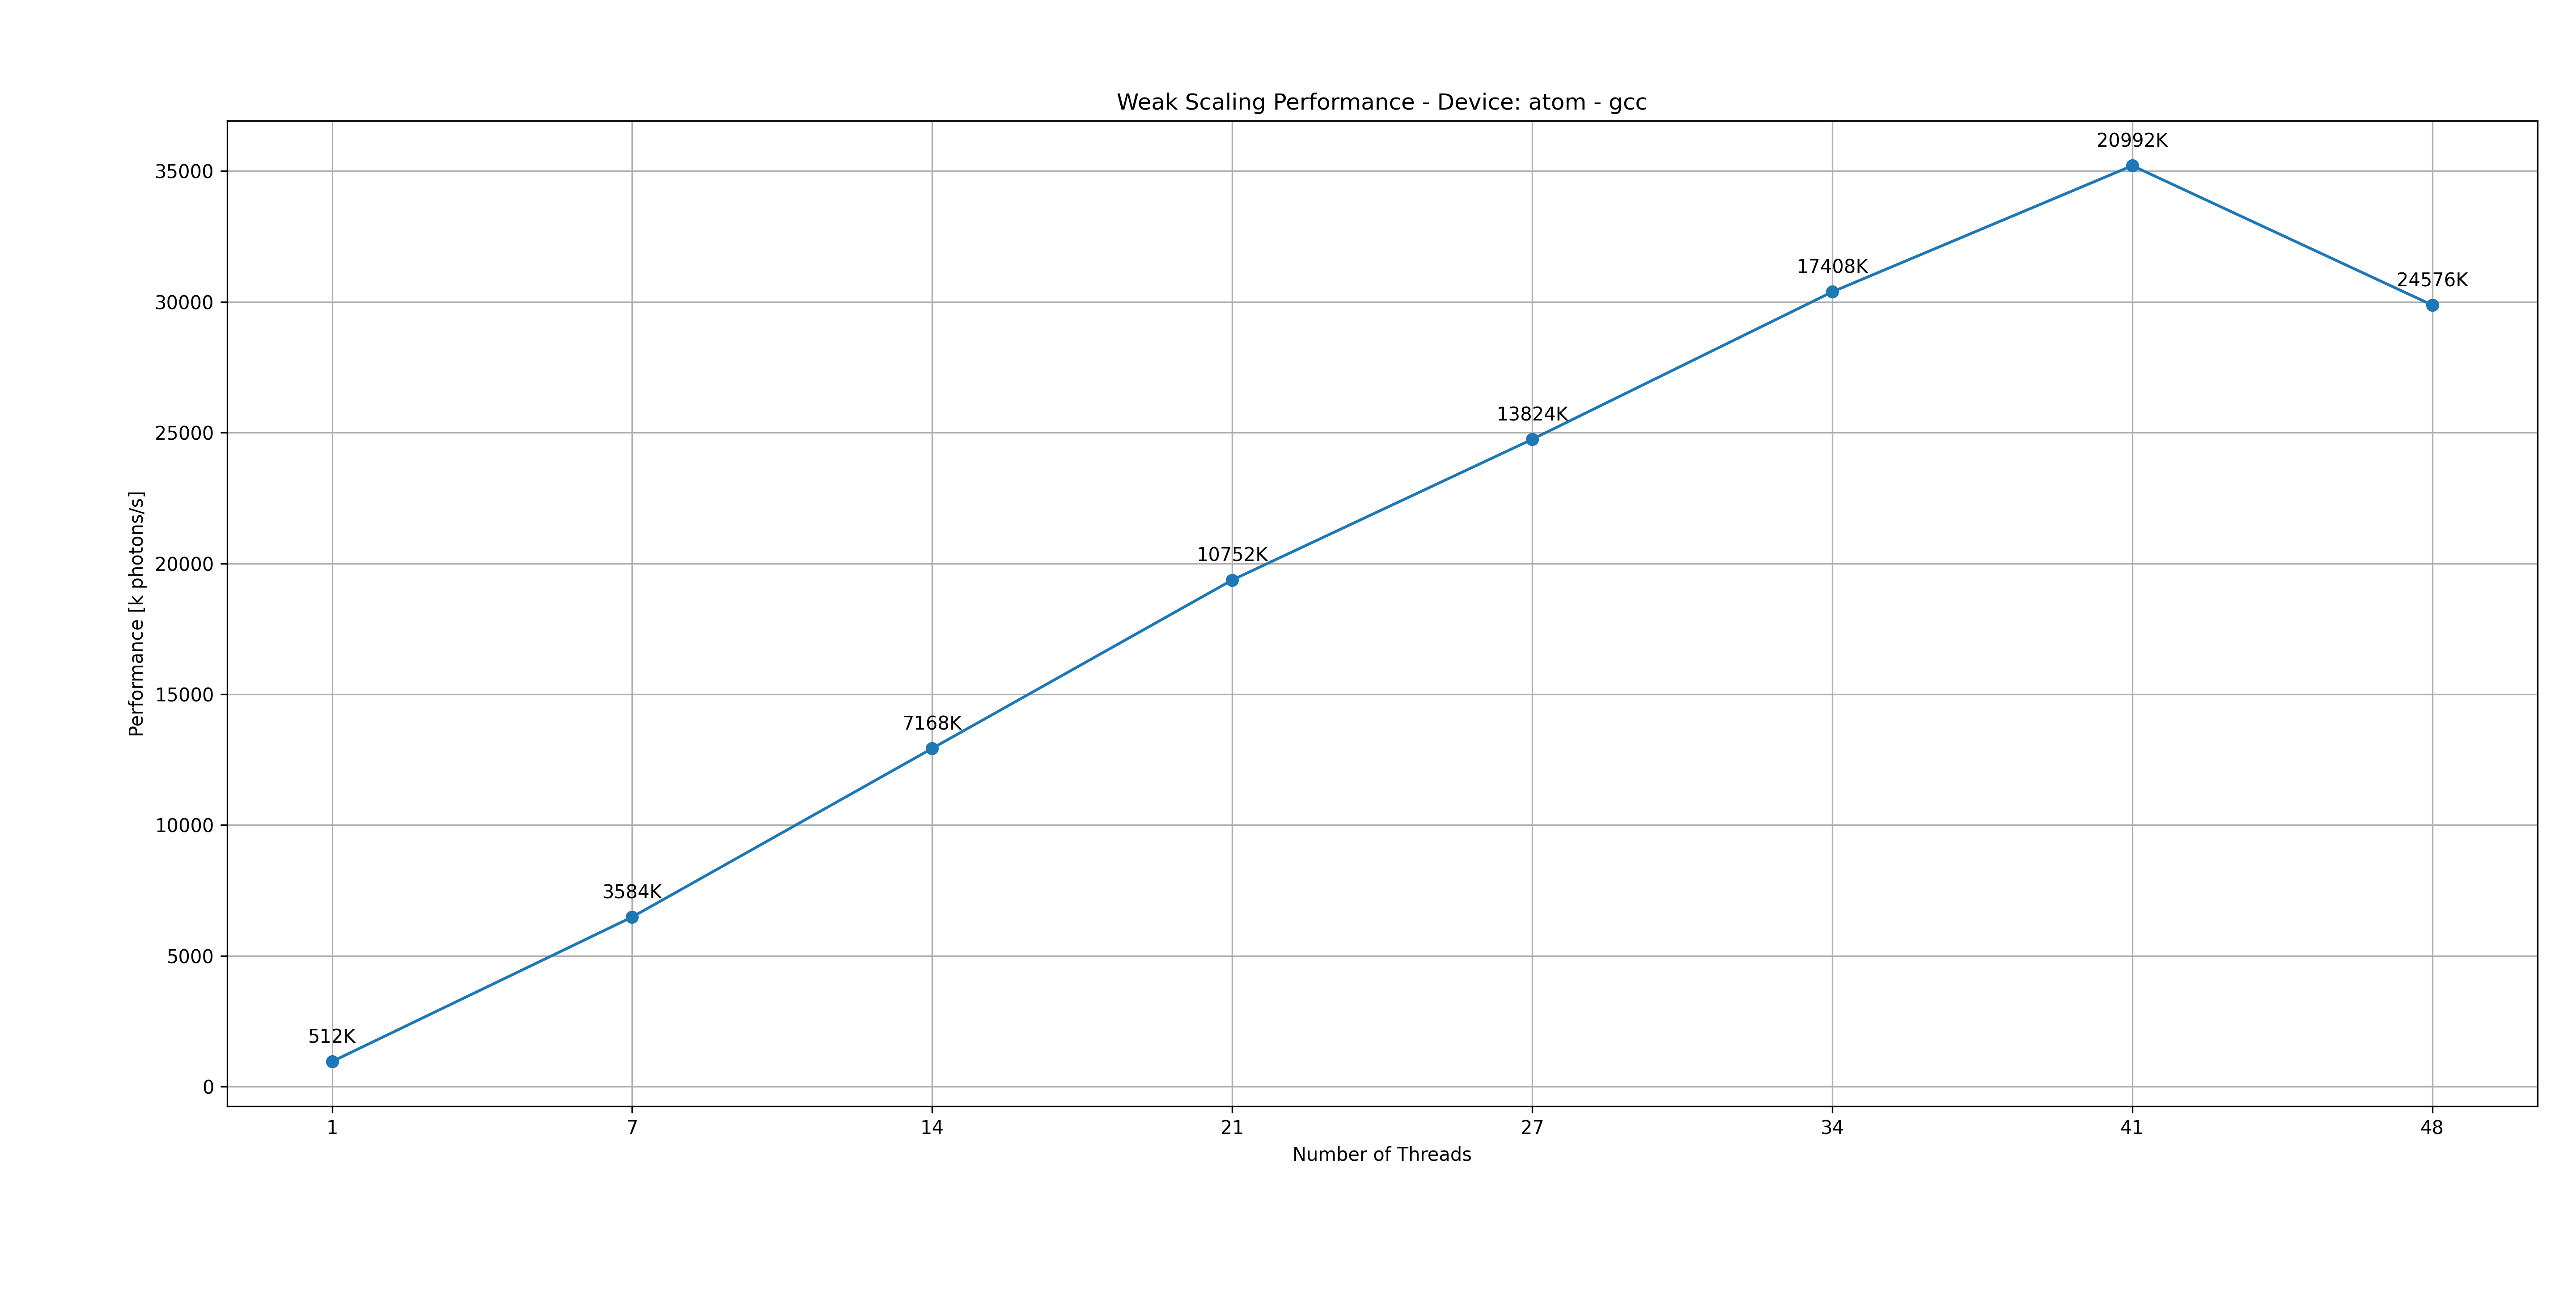 Weak Scaling Performance - Device: atom - gcc
Performance [k photons/s]
35000
30000
25000
20000
15000
10000
5000
0
512K
3584K
7168K
10752K
13824K
17408K
20992K
24576K
1 7 14 21 27 34 41 48
Number of Threads